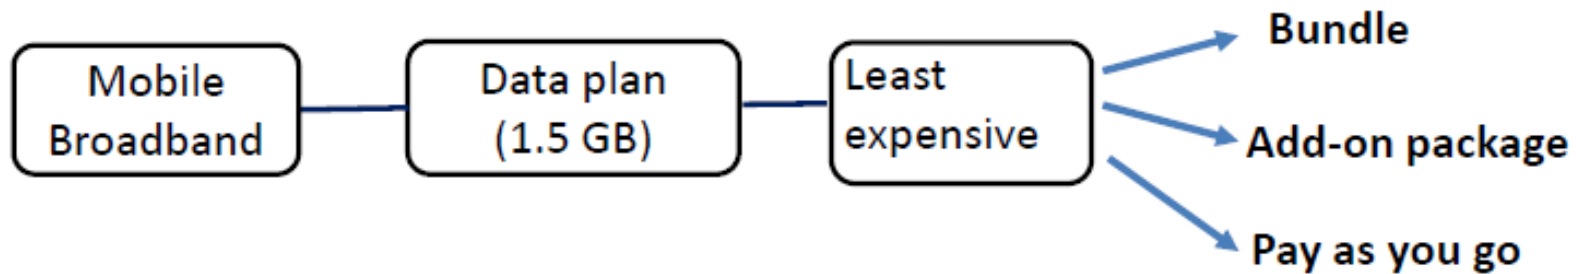 Mobile
Broadband
Data plan
(1.5 GB)
Least
expensive
Bundle
Add-on package
Pay as you go